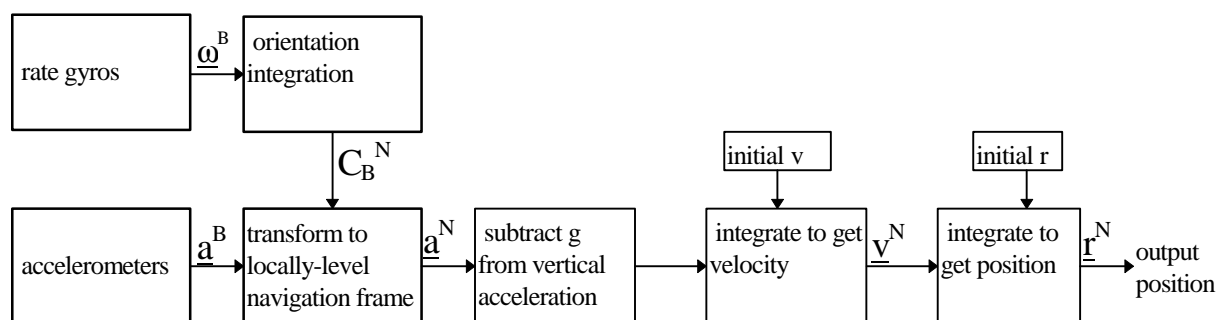 rate gyros
ω^B
orientation
integration
C_B^N
initial v
initial r
accelerometers
a^B
transform to
locally-level
navigation frame
a^N
subtract g
from vertical
acceleration
integrate to get
velocity
v^N
integrate to
get position
r^N
output
position